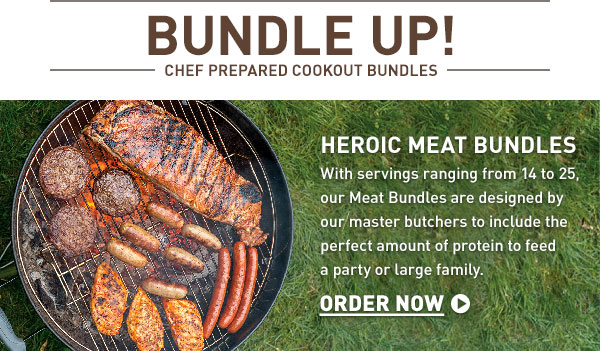 BUNDLE UP!
CHEF PREPARED COOKOUT BUNDLES
HEROIC MEAT BUNDLES
With servings ranging from 14 to 25,
our Meat Bundles are designed by
our master butchers to include the
perfect amount of protein to feed
a party or large family.
ORDER NOW